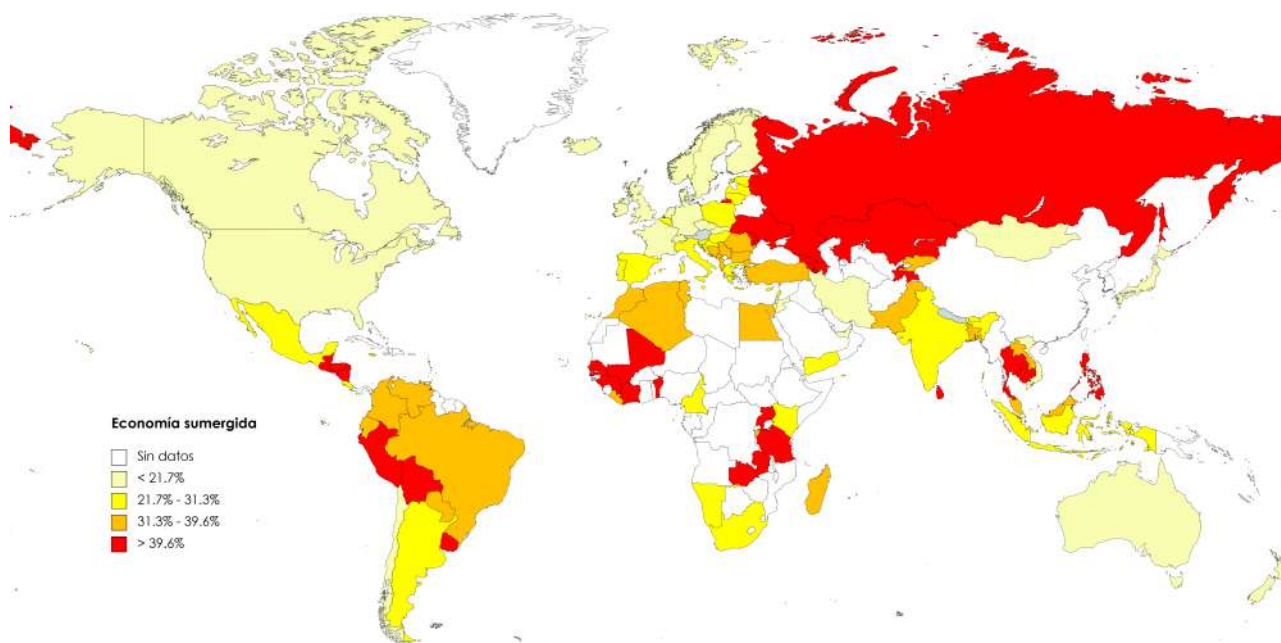 Economía sumergida
Sin datos
< 21.7%
21.7% - 31.3%
31.3% - 39.6%
> 39.6%